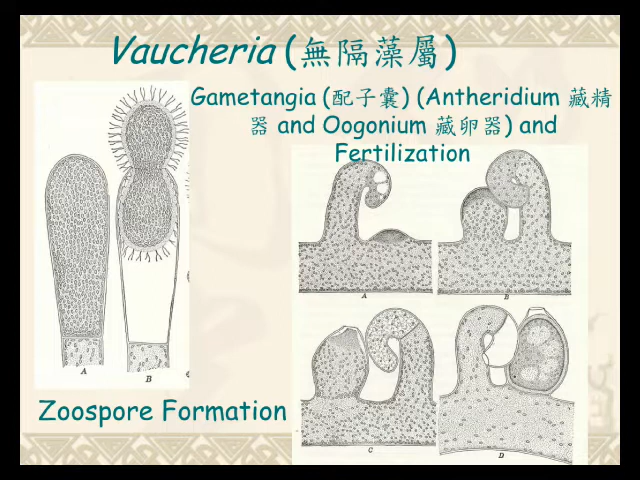 Vaucheria (無隔藻屬)
Gametangia (配子囊) (Antheridium 藏精
器 and Oogonium 藏卵器) and
Fertilization
A
B
A
B
C
D
Zoospore Formation